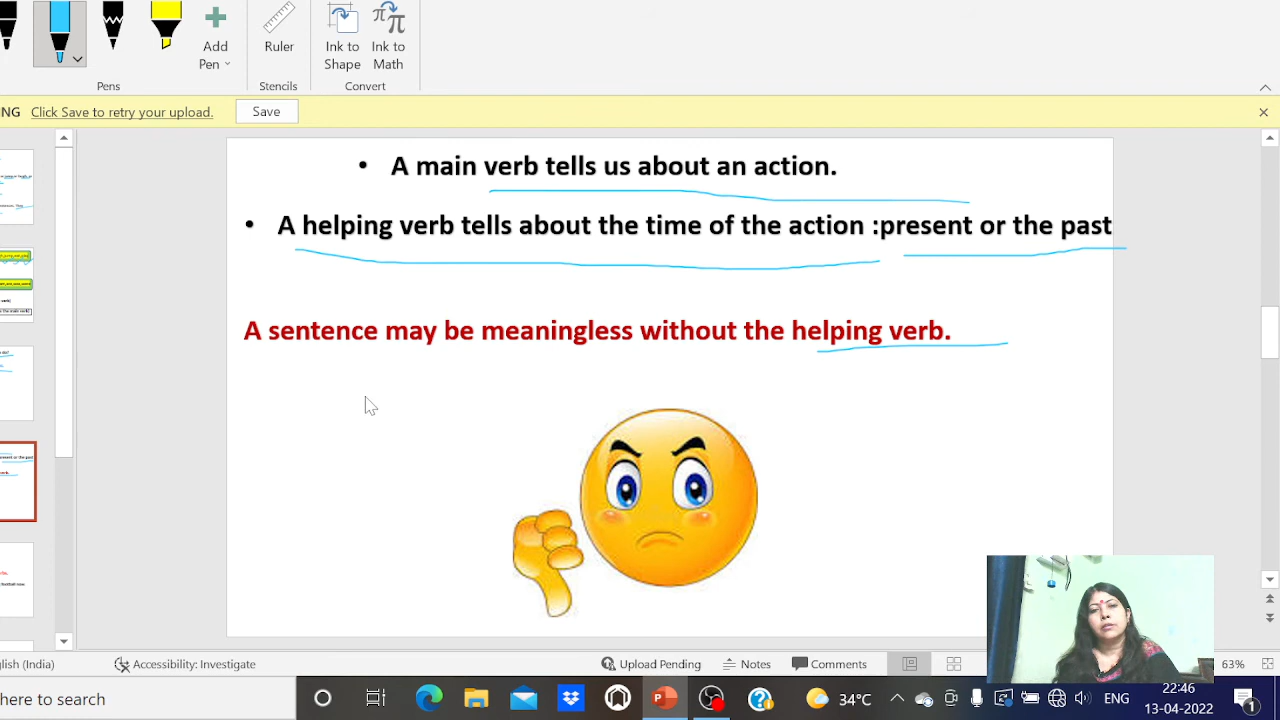 Add
Pen
Ruler
Ink to
Shape
Ink to
Math
Pens
Stencils
Convert
NG Click Save to retry your upload. Save
• A main verb tells us about an action.
• A helping verb tells about the time of the action :present or the past
A sentence may be meaningless without the helping verb.
lish (India) Accessibility: Investigate Upload Pending Notes Comments 63%
here to search 34°C ENG 22:46
13-04-2022